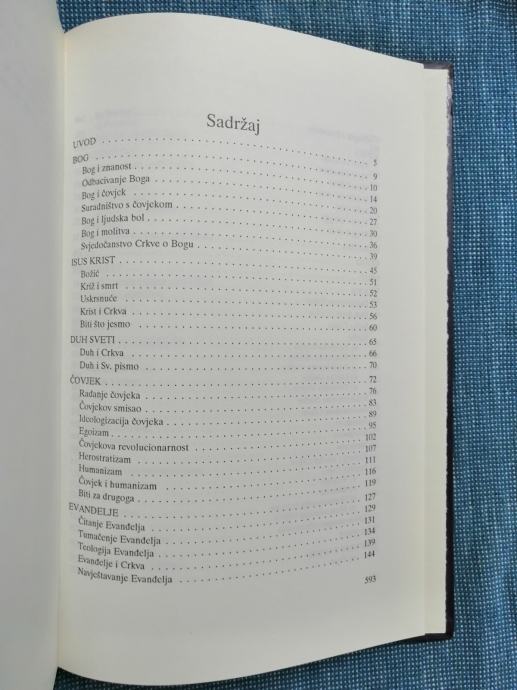 Sadržaj
UVOD . . . . . . . . . . 5
BOG . . . . . . . . . . 9
Bog i znanost . . . . . . . . . . 10
Odbacivanje Boga . . . . . . . . . . 14
Bog i čovjek . . . . . . . . . . 20
Suradništvo s čovjekom . . . . . . . . . . 27
Bog i ljudska bol . . . . . . . . . . 30
Bog i molitva . . . . . . . . . . 36
Svjedočanstvo Crkve o Bogu . . . . . . . . . . 39
ISUS KRIST . . . . . . . . . . 45
Božić . . . . . . . . . . 51
Križ i smrt . . . . . . . . . . 52
Uskrsnuće . . . . . . . . . . 53
Krist i Crkva . . . . . . . . . . 56
Biti što jesmo . . . . . . . . . . 60
DUH SVETI . . . . . . . . . . 65
Duh i Crkva . . . . . . . . . . 66
Duh i Sv. pismo . . . . . . . . . . 70
ČOVJEK . . . . . . . . . . 72
Rađanje čovjeka . . . . . . . . . . 76
Čovjekov smisao . . . . . . . . . . 83
Ideologizacija čovjeka . . . . . . . . . . 89
Egoizam . . . . . . . . . . 95
Čovjekova revolucionarnost . . . . . . . . . . 102
Herostratizam . . . . . . . . . . 107
Humanizam . . . . . . . . . . 111
Čovjek i humanizam . . . . . . . . . . 116
Biti za drugoga . . . . . . . . . . 119
EVANĐELJE . . . . . . . . . . 127
Čitanje Evanđelja . . . . . . . . . . 129
Tumačenje Evanđelja . . . . . . . . . . 131
Teologija Evanđelja . . . . . . . . . . 134
Evanđelje i Crkva . . . . . . . . . . 139
Navještavanje Evanđelja . . . . . . . . . . 144
593